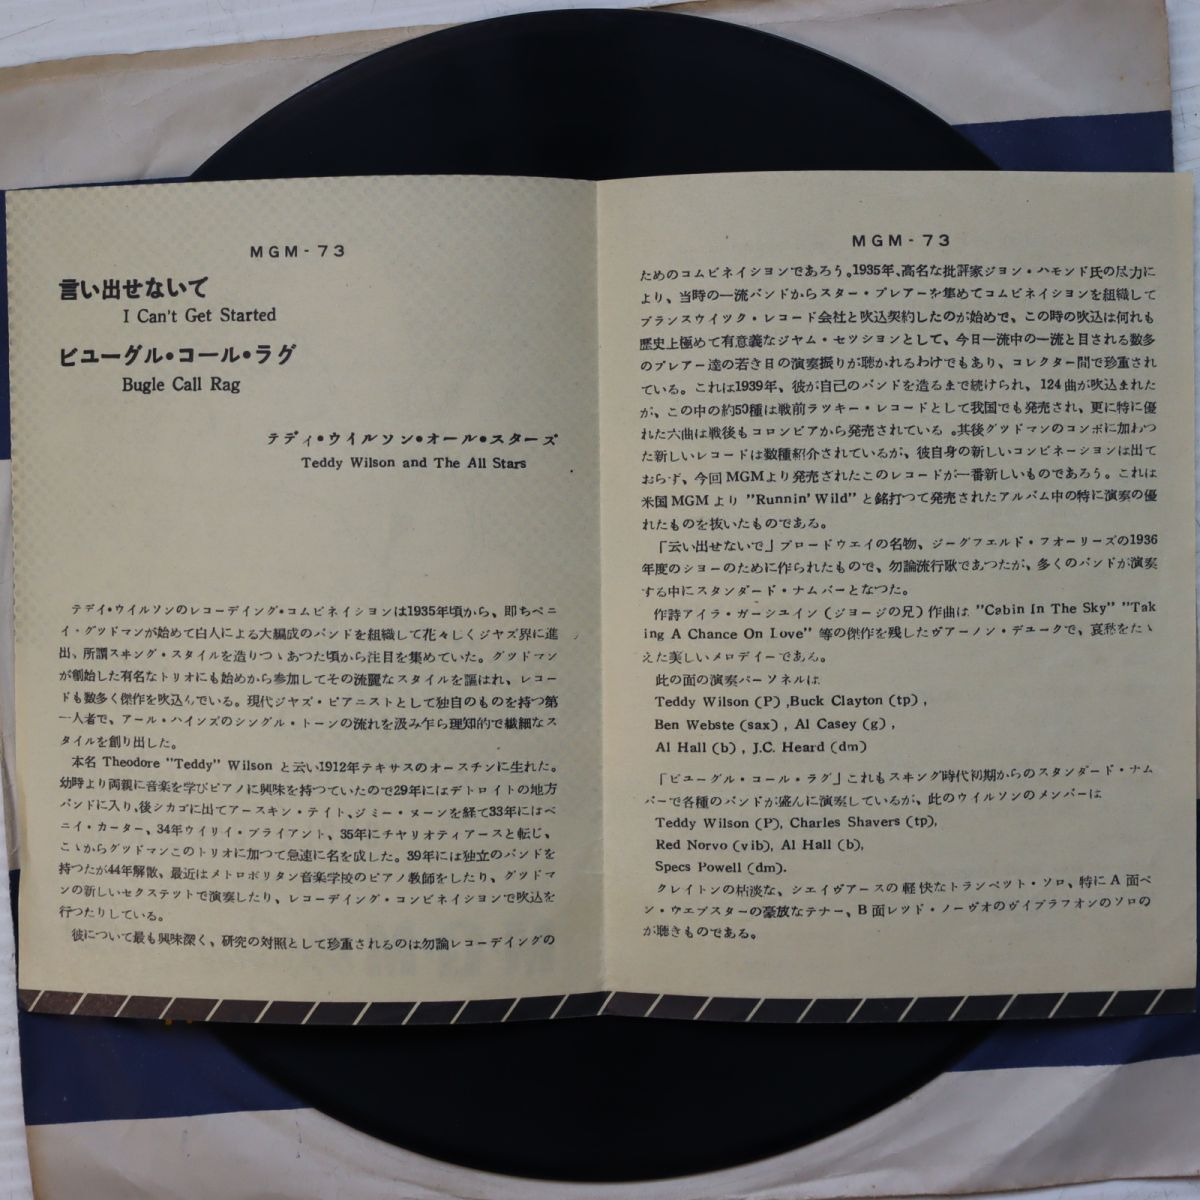 MGM-73
言い出せないで
I Can't Get Started
ビユーグル・コール・ラグ
Bugle Call Rag
テディ・ウイルソン・オール・スターズ
Teddy Wilson and The All Stars
テデイ・ウイルソンのレコーデイング・コムビネイシヨンは1935年頃から、即ちベニ
イ・グツドマンが始めて白人による大編成のバンドを組織して花々しくジヤズ界に進
出、所謂スキング・スタイルを造りつゝあつた頃から注目を集めていた。グツドマン
が創始した有名なトリオにも始めから参加してその流麗なスタイルを謳はれ、レコー
ドも数多く傑作を吹込んでいる。現代ジヤズ・ピアニストとして独自のものを持つ第
一人者で、アール・ハインズのシングル・トーンの流れを汲み乍ら理知的で繊細なス
タイルを創り出した。
本名 Theodore "Teddy" Wilson と云い1912年テキサスのオースチンに生れた。
幼時より両親に音楽を学びピアノに興味を持つていたので29年にはデトロイトの地方
バンドに入り、後シカゴに出てアースキン・テイト、ジミー・ヌーンを経て33年にはベ
ニイ・カーター、34年ウイリイ・ブライアント、35年にチヤリオテイアースと転じ、
こゝからグツドマンこのトリオに加つて急速に名を成した。39年には独立のバンドを
持つたが44年解散、最近はメトロポリタン音楽学校のピアノ教師をしたり、グツドマ
ンの新しいセクステツトで演奏したり、レコーデイング・コンビネイシヨンで吹込を
行つたりしている。
彼について最も興味深く、研究の対照として珍重されるのは勿論レコーデイングの
MGM-73
ためのコムビネイシヨンであろう。1935年、高名な批評家ジヨン・ハモンド氏の尽力に
より、当時の一流バンドからスター・プレアーを集めてコムビネイシヨンを組織して
ブランスウイツク・レコード会社と吹込契約したのが始めで、この時の吹込は何れも
歴史上極めて有意義なジヤム・セツシヨンとして、今日一流中の一流と目される数多
のプレアー達の若き日の演奏振りが聴かれるわけでもあり、コレクター間で珍重され
ている。これは1939年、彼が自己のバンドを造るまで続けられ、124曲が吹込まれた
が、この中の約50種は戦前ラツキー・レコードとして我国でも発売され、更に特に優
れた六曲は戦後もコロンビアから発売されている。其後グツドマンのコンボに加わつ
た新しいレコードは数種紹介されているが、彼自身の新しいコンビネーシヨンは出て
おらず、今回MGMより発売されたこのレコードが一番新しいものであろう。これは
米国MGMより "Runnin' Wild" と銘打つて発売されたアルバム中の特に演奏の優
れたものを抜いたものである。
「云い出せないで」ブロードウエイの名物、ジーグフエルド・フオーリーズの1936
年度のシヨーのために作られたもので、勿論流行歌であつたが、多くのバンドが演奏
する中にスタンダード・ナムバーとなつた。
作詩アイラ・ガーシユイン(ジョージの兄)作曲は "Cabin In The Sky" "Tak
ing A Chance On Love" 等の傑作を残したヴアーノン・デユークで、哀愁をたゝ
えた美しいメロデイーである。
此の面の演奏パーソネルは
Teddy Wilson (P) ,Buck Clayton (tp) ,
Ben Webste (sax) , Al Casey (g) ,
Al Hall (b) , J.C. Heard (dm)
「ビユーグル・コール・ラグ」これもスキング時代初期からのスタンダード・ナム
バーで各種のバンドが盛んに演奏しているが、此のウイルソンのメンバーは
Teddy Wilson (P), Charles Shavers (tp),
Red Norvo (vib), Al Hall (b),
Specs Powell (dm).
クレイトンの枯淡な、シエイヴアースの軽快なトランペツト・ソロ、特にA面ベ
ン・ウエブスターの豪放なテナー、B面レツド・ノーヴオのヴイブラフオンのソロの
が聴きものである。